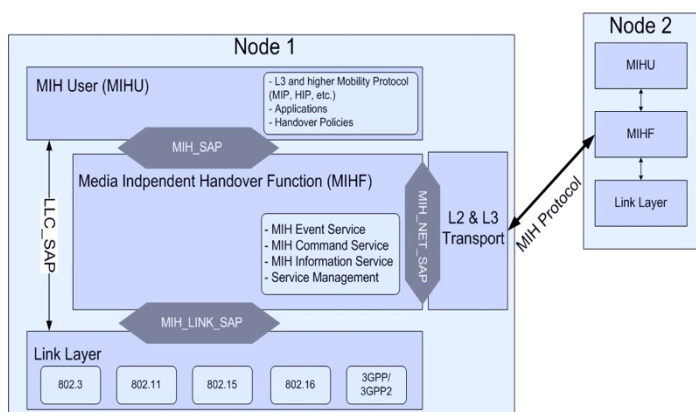 Node 1
MIH User (MIHU)
- L3 and higher Mobility Protocol
(MIP, HIP, etc.)
- Applications
- Handover Policies
MIH_SAP
Media Indpendent Handover Function (MIHF)
- MIH Event Service
- MIH Command Service
- MIH Information Service
- Service Management
LLC_SAP
MIH_NET_SAP
L2 & L3
Transport
MIH_LINK_SAP
Link Layer
802.3
802.11
802.15
802.16
3GPP/
3GPP2
MIH Protocol
Node 2
MIHU
MIHF
Link Layer